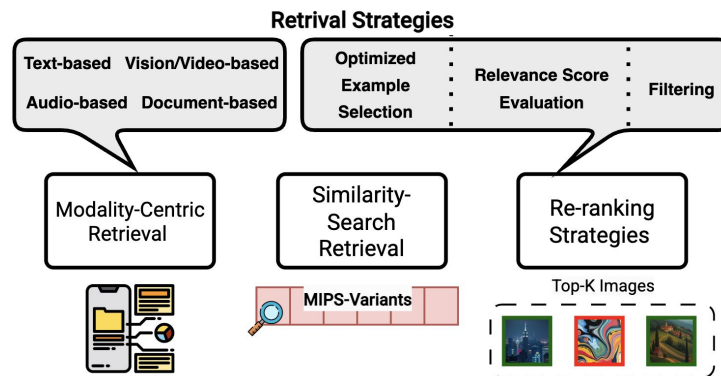 Retrival Strategies
Text-based Vision/Video-based
Audio-based Document-based
Optimized
Example
Selection
Relevance Score
Evaluation
Filtering
Modality-Centric
Retrieval
Similarity-
Search
Retrieval
Re-ranking
Strategies
MIPS-Variants
Top-K Images